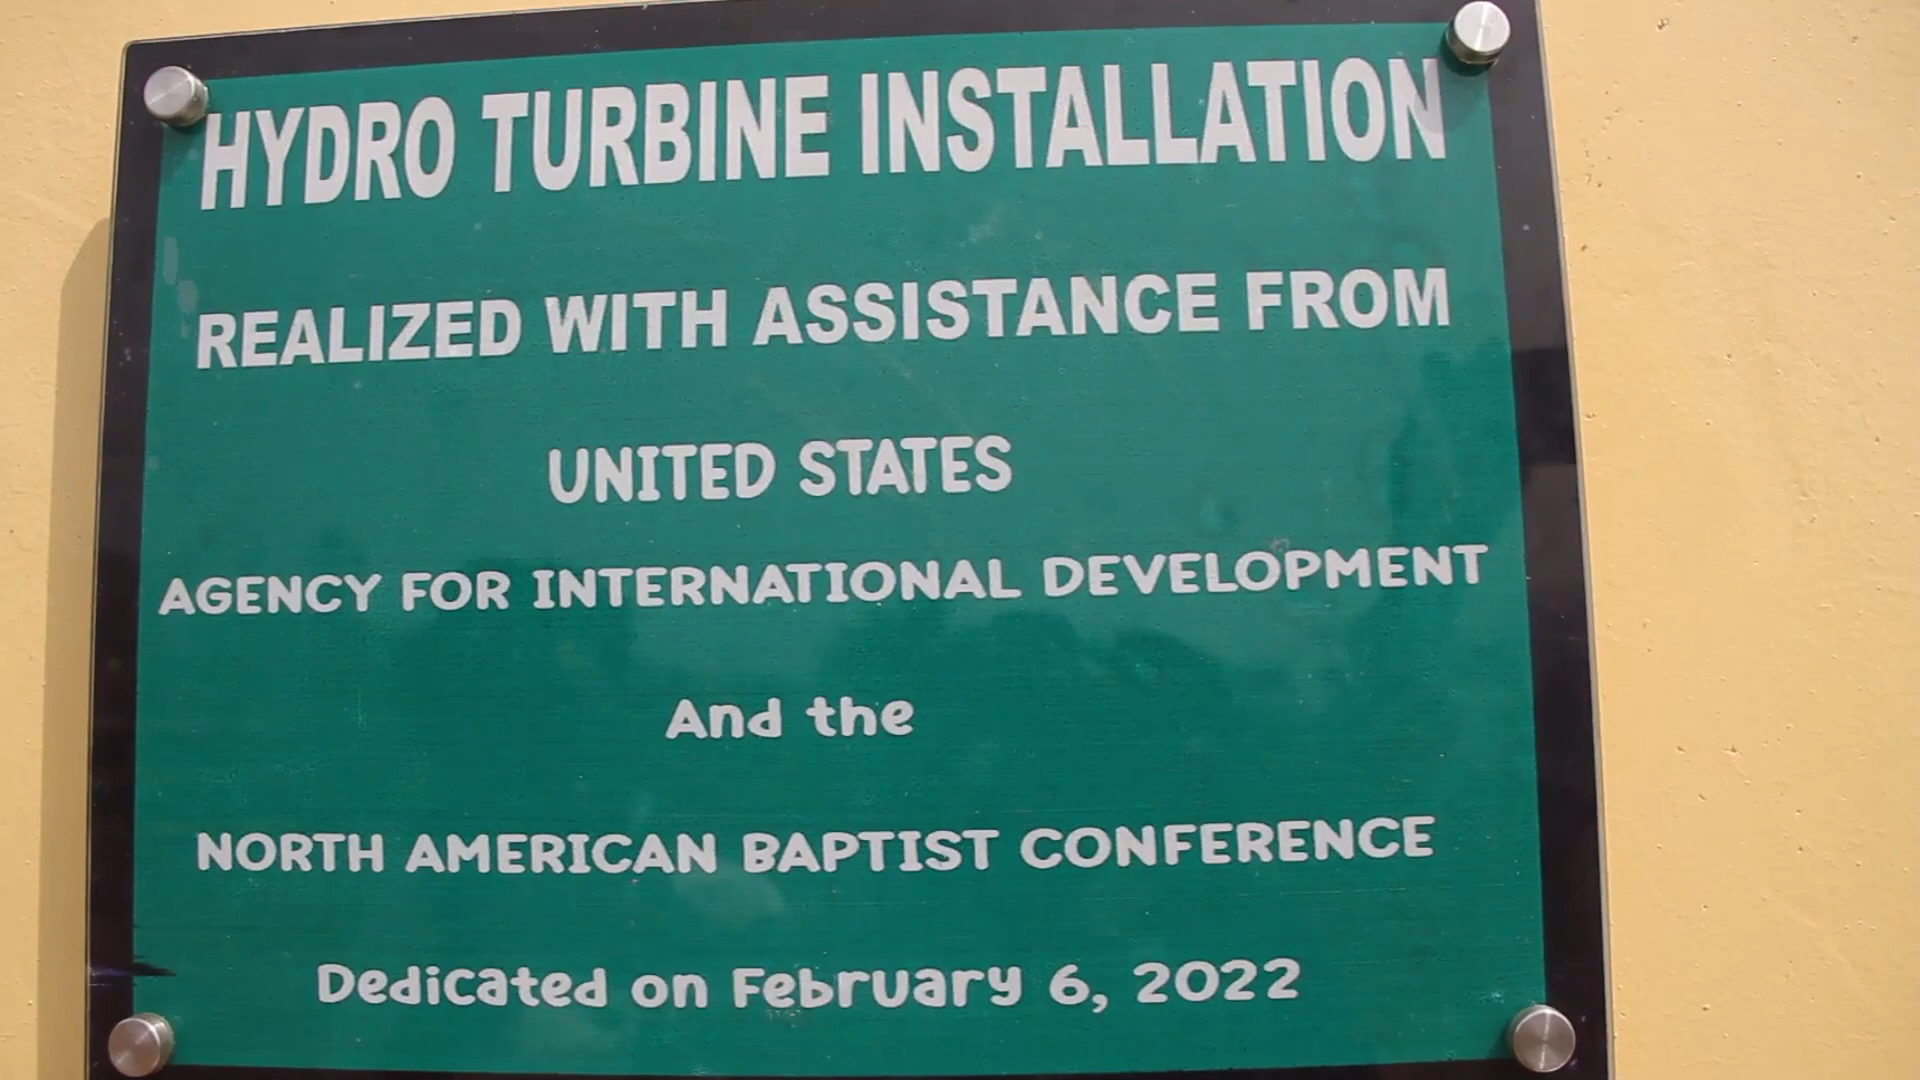 HYDRO TURBINE INSTALLATION
REALIZED WITH ASSISTANCE FROM
UNITED STATES
AGENCY FOR INTERNATIONAL DEVELOPMENT
And the
NORTH AMERICAN BAPTIST CONFERENCE
Dedicated on February 6, 2022